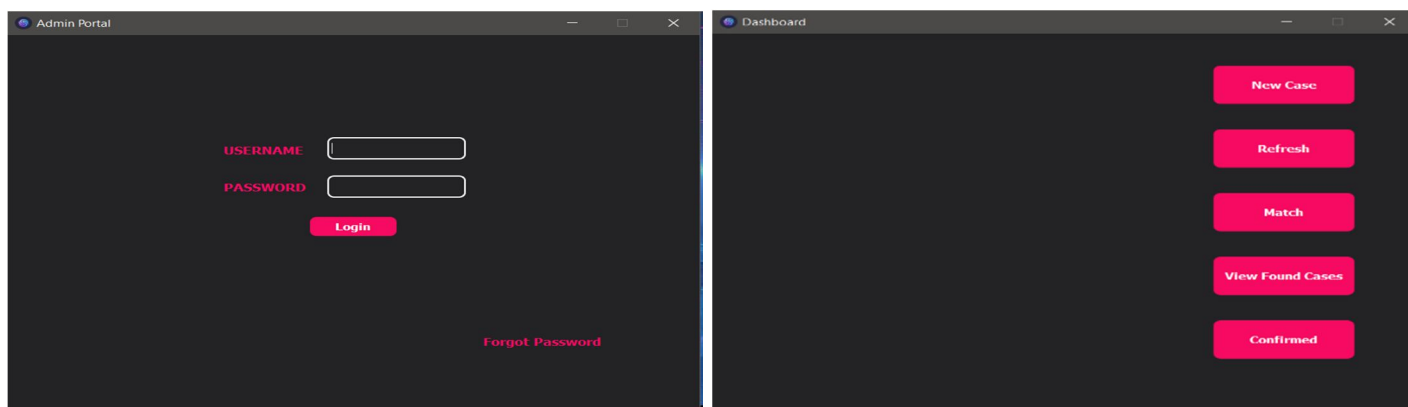 Admin Portal
USERNAME
PASSWORD
Login
Forgot Password
Dashboard
New Case
Refresh
Match
View Found Cases
Confirmed